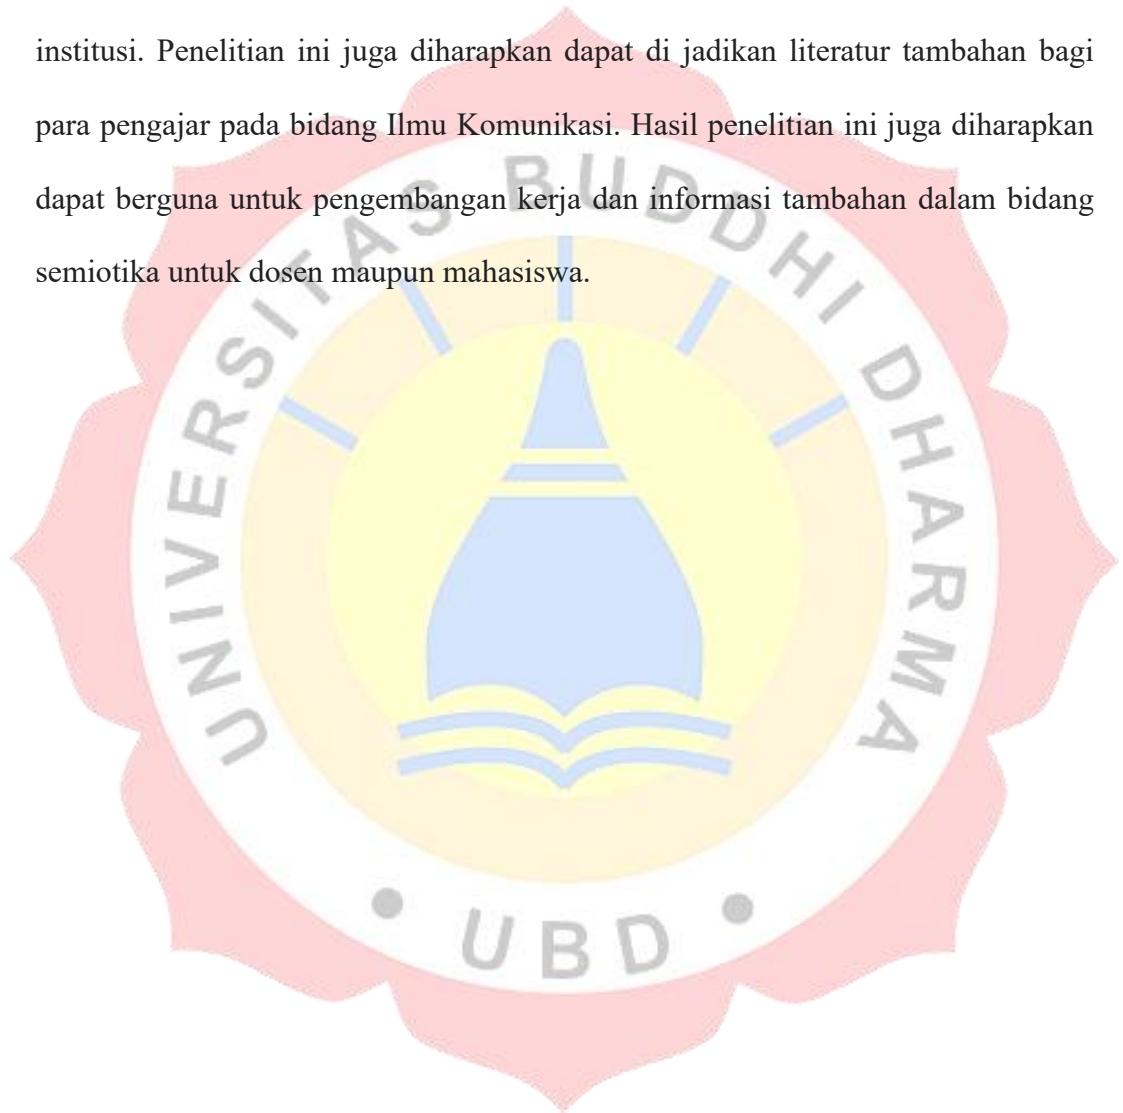 institusi. Penelitian ini juga diharapkan dapat di jadikan literatur tambahan bagi
para pengajar pada bidang Ilmu Komunikasi. Hasil penelitian ini juga diharapkan
dapat berguna untuk pengembangan kerja dan informasi tambahan dalam bidang
semiotika untuk dosen maupun mahasiswa.
UNIVERSITAS BUDDHI DHARMA
• UBD •